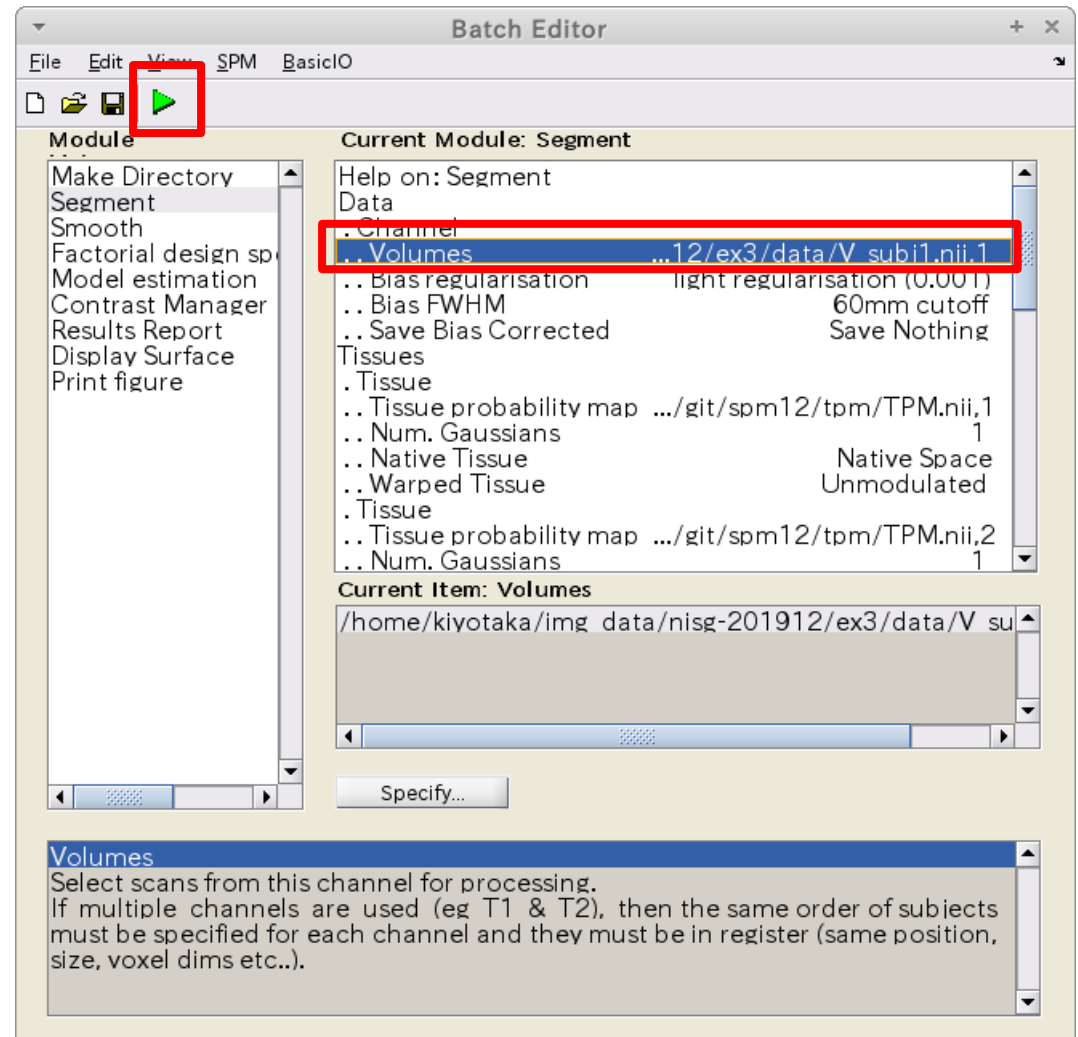 Batch Editor
File Edit View SPM BasicIO
Module
Make Directory
Segment
Smooth
Factorial design sp
Model estimation
Contrast Manager
Results Report
Display Surface
Print figure
Current Module: Segment
Help on: Segment
Data
. Channel
. . Volumes ...12/ex3/data/V_subj1.nii,1
. . Bias regularisation light regularisation (0.001)
. . Bias FWHM 60mm cutoff
. . Save Bias Corrected Save Nothing
Tissues
. Tissue
. . Tissue probability map .../git/spm12/tpm/TPM.nii,1
. . Num. Gaussians 1
. . Native Tissue Native Space
. . Warped Tissue Unmodulated
. Tissue
. . Tissue probability map .../git/spm12/tpm/TPM.nii,2
. . Num. Gaussians 1
Current Item: Volumes
/home/kiyotaka/img_data/nisg-201912/ex3/data/V_su
Specify...
Volumes
Select scans from this channel for processing.
If multiple channels are used (eg T1 & T2), then the same order of subjects
must be specified for each channel and they must be in register (same position,
size, voxel dims etc..).